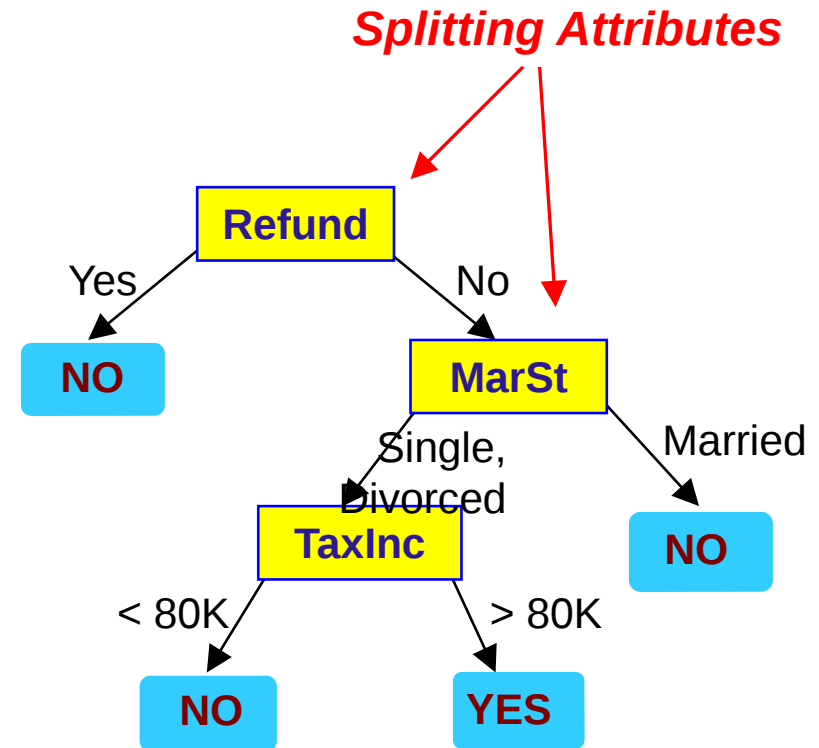 Splitting Attributes
Refund
Yes
No
NO
MarSt
Single,
Divorced
Married
TaxInc
NO
< 80K
> 80K
NO
YES